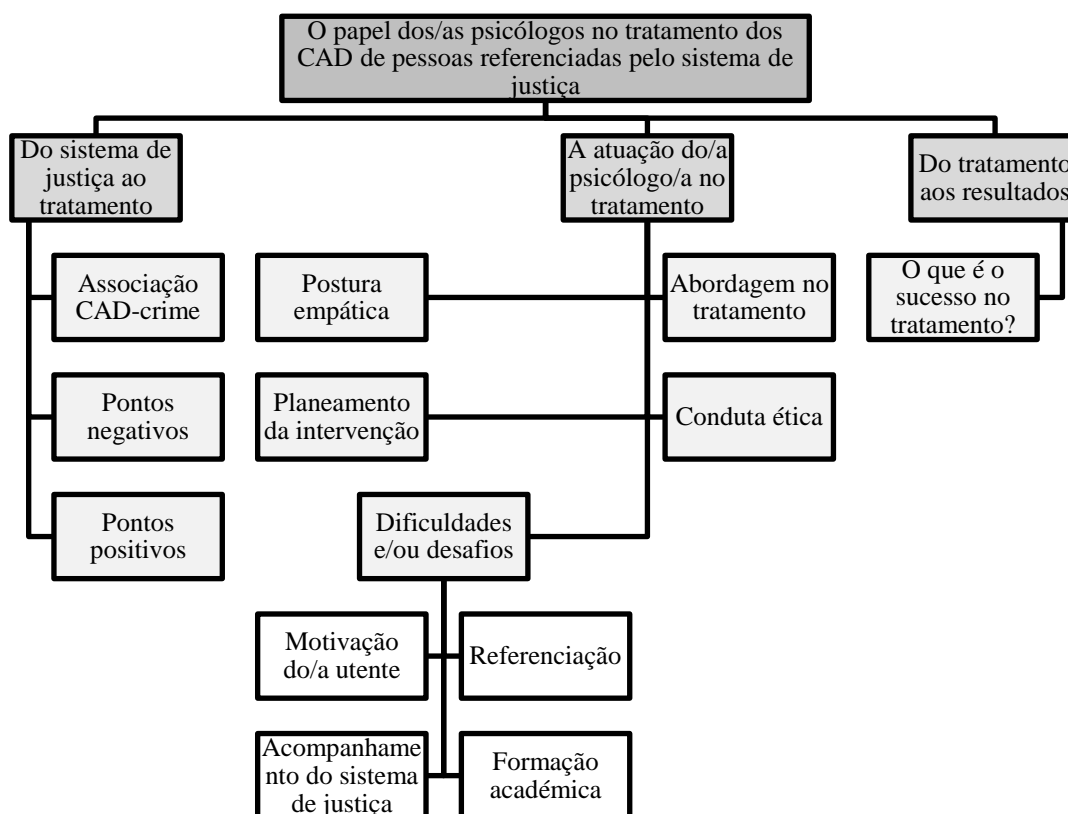 O papel dos/as psicólogos no tratamento dos
CAD de pessoas referenciadas pelo sistema de
justiça
Do sistema de
justiça ao
tratamento
A atuação do/a
psicólogo/a no
tratamento
Do tratamento
aos resultados
Associação
CAD-crime
Postura
empática
Abordagem no
tratamento
O que é o
sucesso no
tratamento?
Pontos
negativos
Planeamento
da intervenção
Conduta ética
Pontos
positivos
Dificuldades
e/ou desafios
Motivação
do/a utente
Referenciação
Acompanhame
nto do sistema
de justiça
Formação
académica